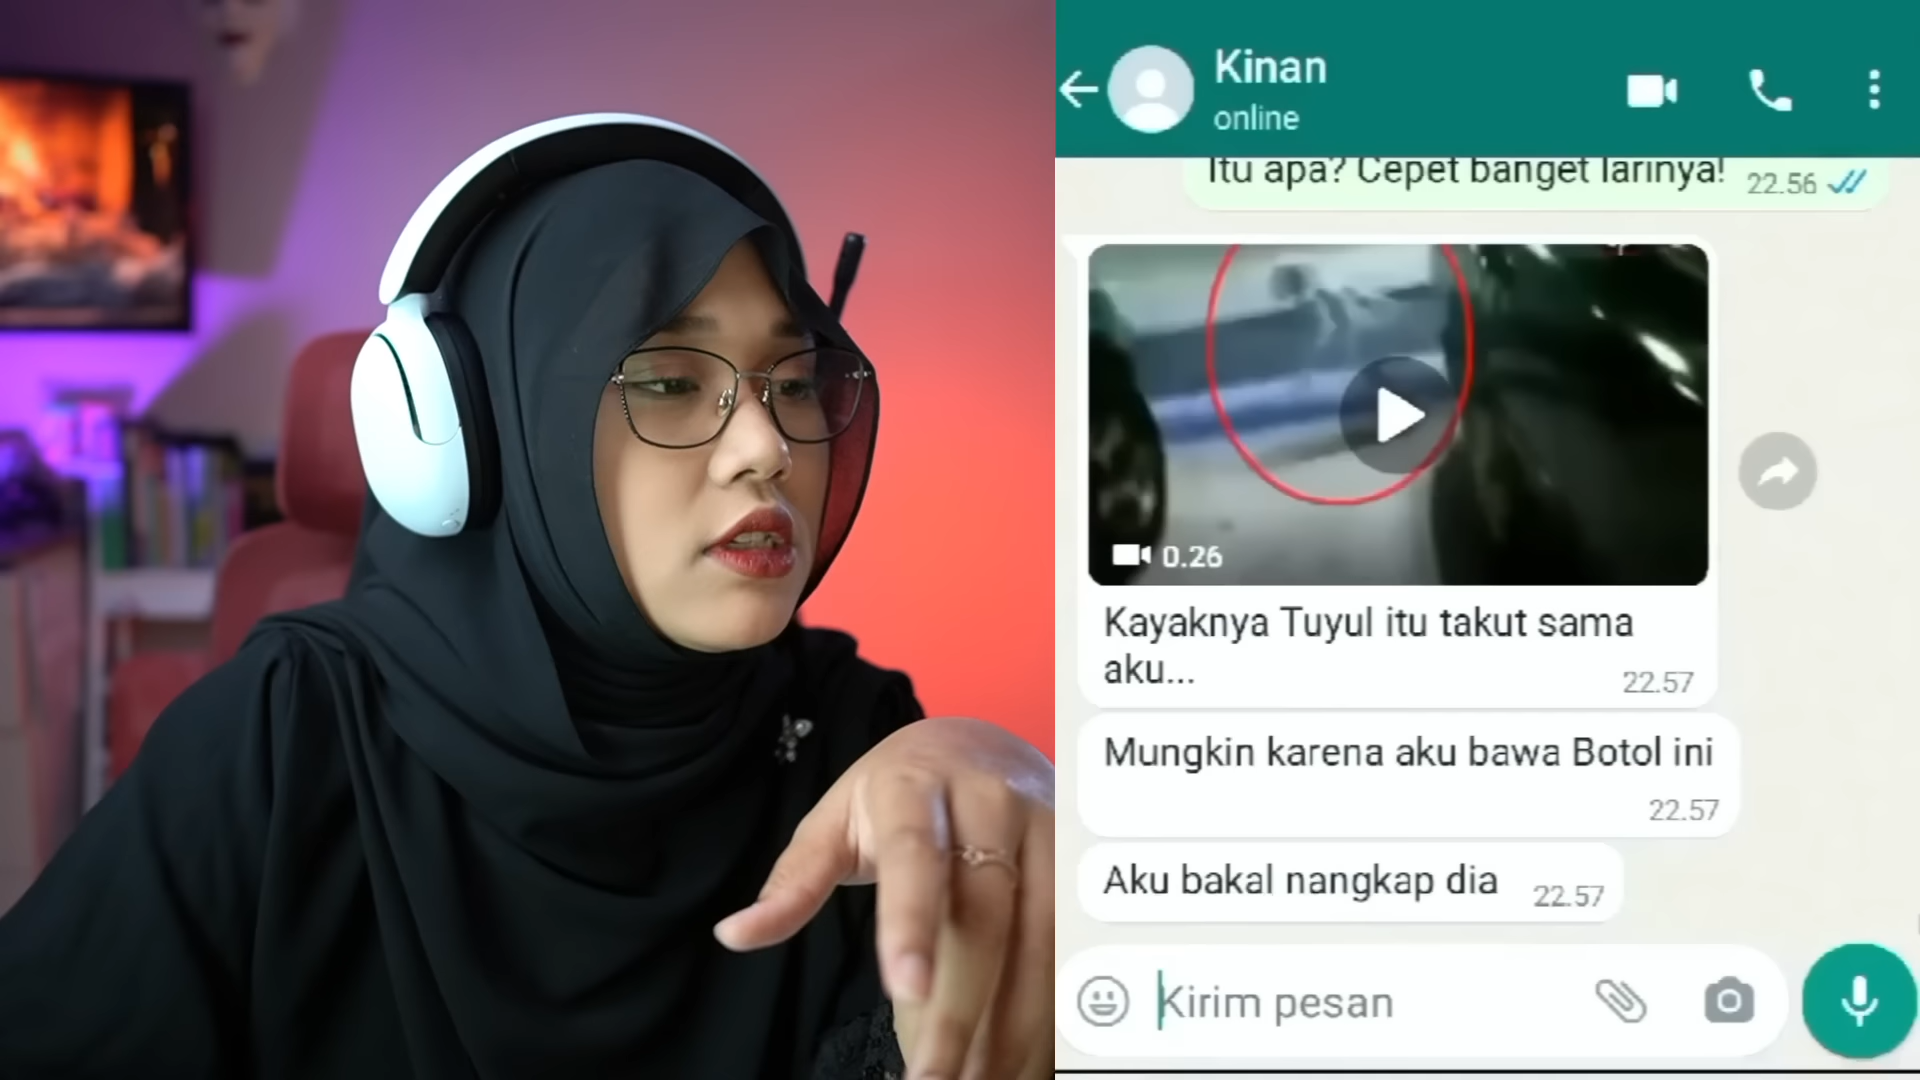 Kinan
online
Itu apa? Cepet banget larinya!
22.56
0.26
Kayaknya Tuyul itu takut sama
aku...
22.57
Mungkin karena aku bawa Botol ini
22.57
Aku bakal nangkap dia
22.57
Kirim pesan